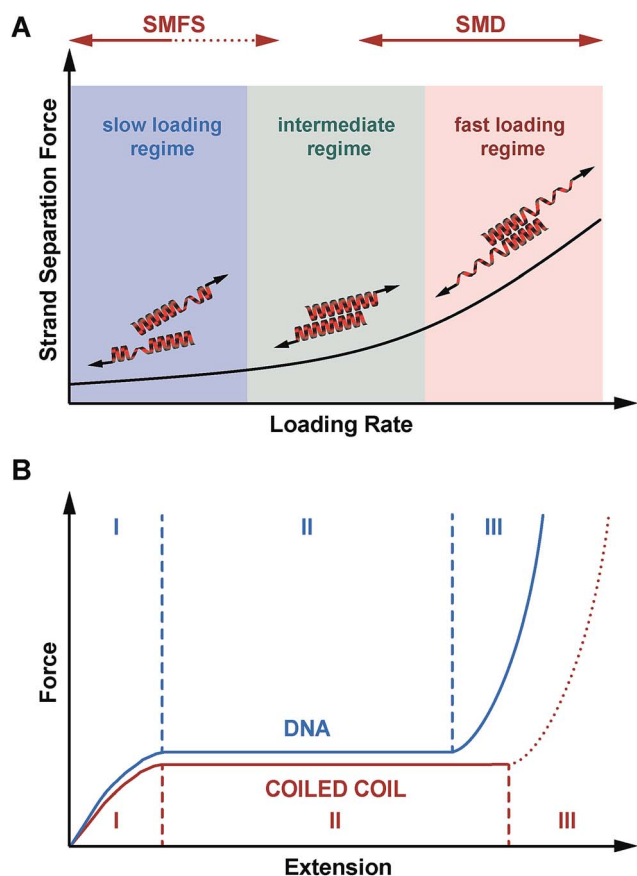 A
SMFS
SMD
Strand Separation Force
slow loading
regime
intermediate
regime
fast loading
regime
Loading Rate
B
Force
I
II
III
DNA
COILED COIL
I
II
III
Extension